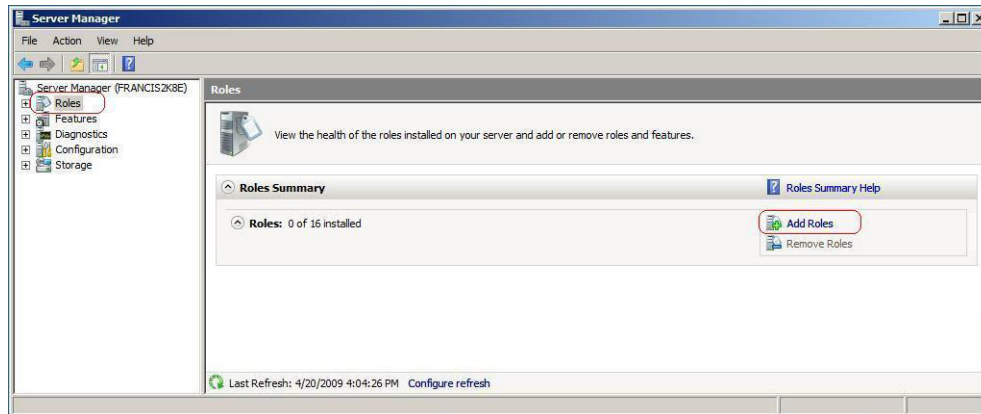 Server Manager
File Action View Help
Server Manager (FRANCIS2K8E)
Roles
Features
Diagnostics
Configuration
Storage
Roles
View the health of the roles installed on your server and add or remove roles and features.
Roles Summary
Roles Summary Help
Roles: 0 of 16 installed
Add Roles
Remove Roles
Last Refresh: 4/20/2009 4:04:26 PM Configure refresh